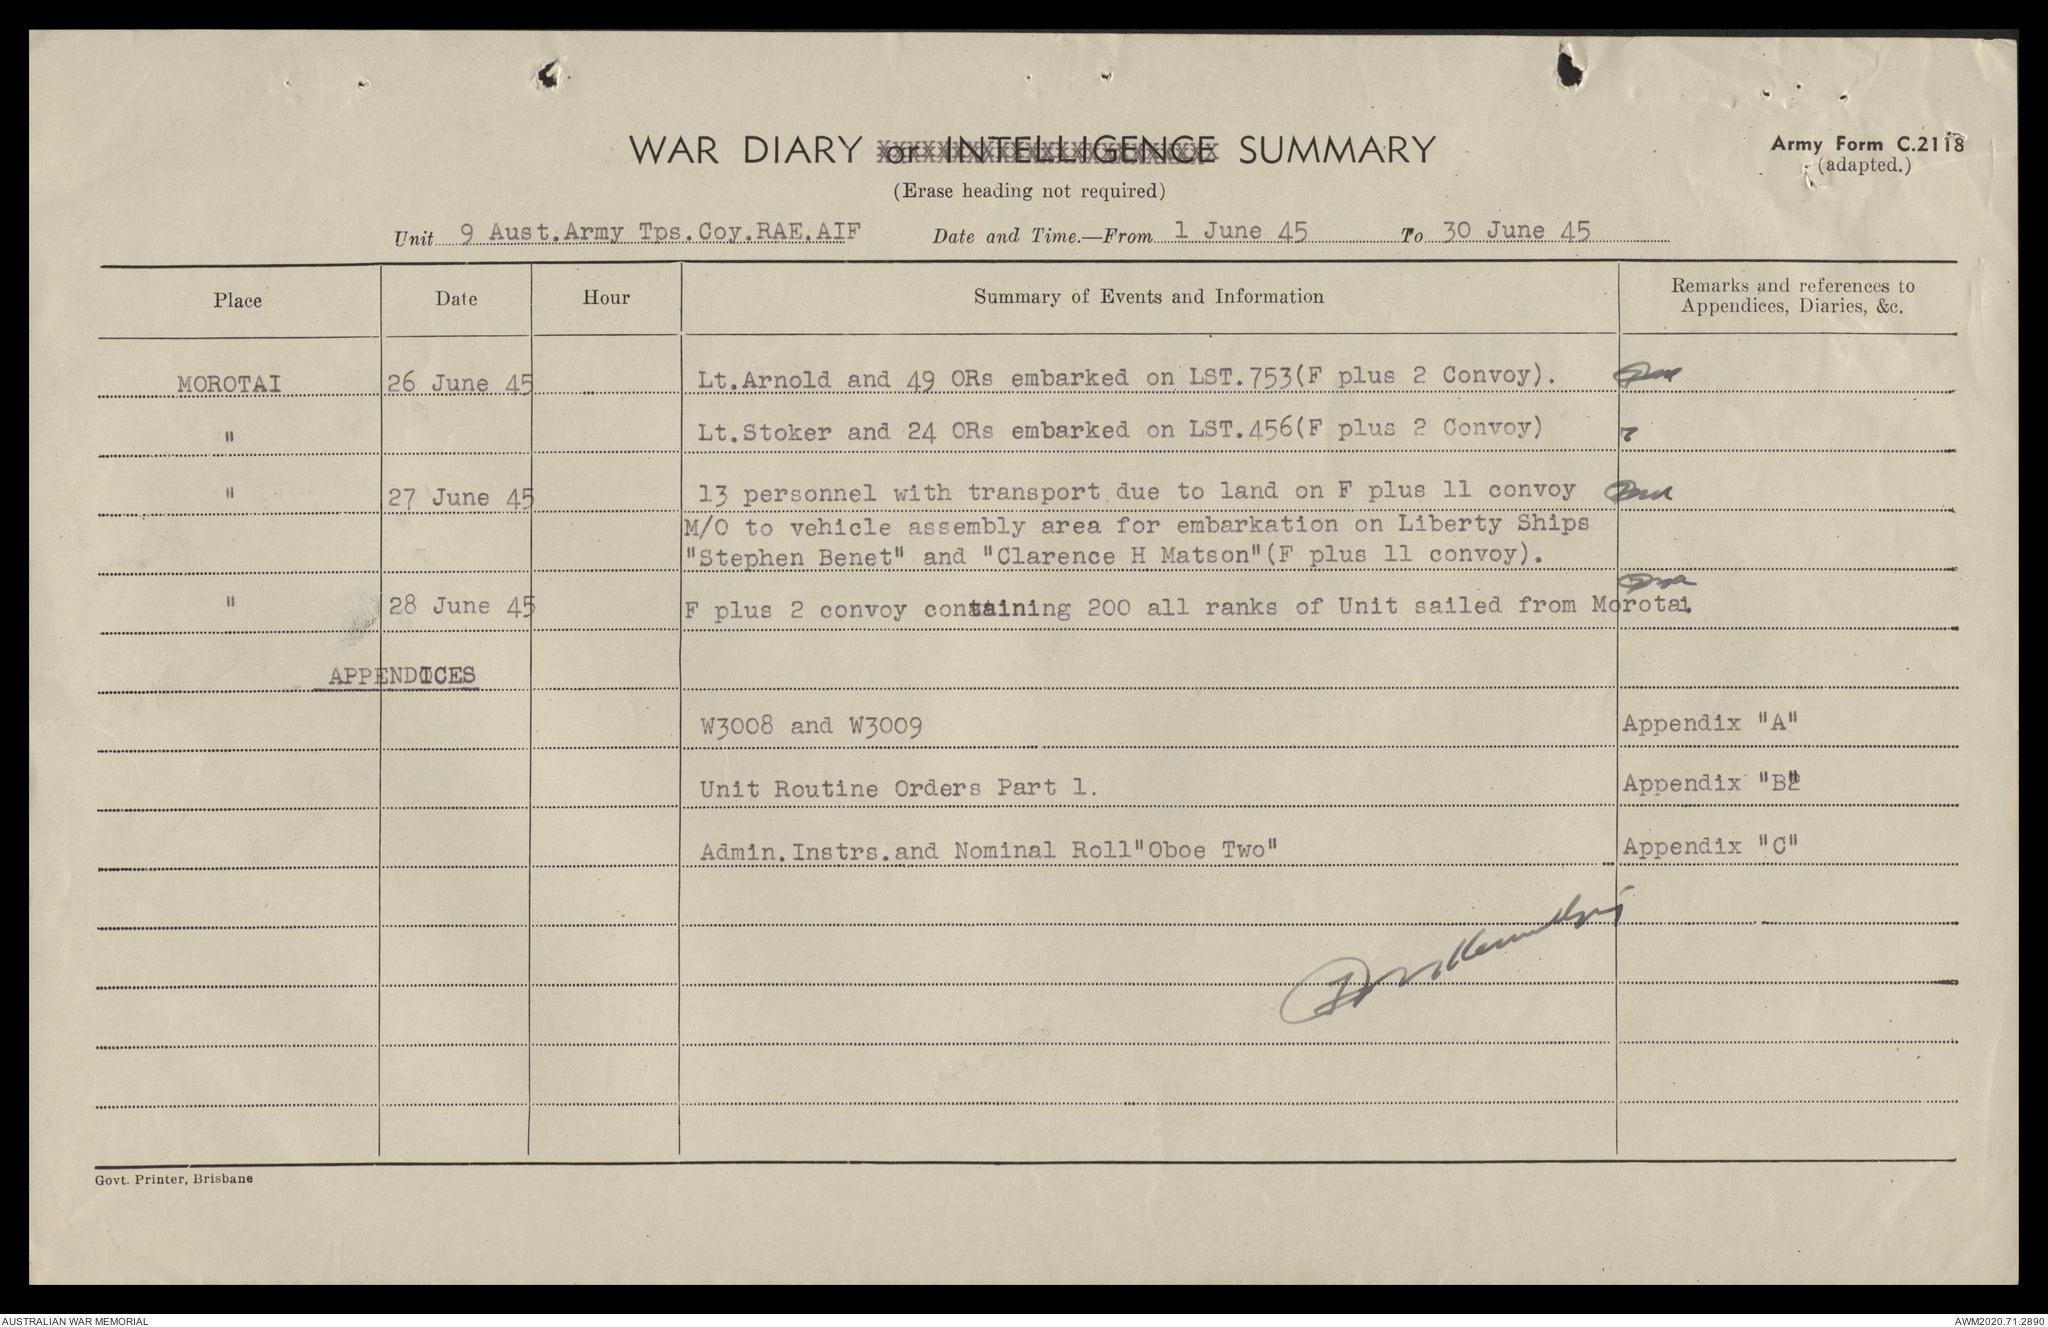 WAR DIARY or INTELLIGENCE SUMMARY
Army Form C.2118
(adapted.)
(Erase heading not required)
Unit 9 Aust.Army Tps.Coy.RAE.AIF Date and Time.—From 1 June 45 To 30 June 45
Place Date Hour Summary of Events and Information Remarks and references to
Appendices, Diaries, &c.
MOROTAI 26 June 45 Lt.Arnold and 49 ORs embarked on LST.753(F plus 2 Convoy).
" Lt.Stoker and 24 ORs embarked on LST.456(F plus 2 Convoy)
" 27 June 45 13 personnel with transport due to land on F plus 11 convoy
M/O to vehicle assembly area for embarkation on Liberty Ships
"Stephen Benet" and "Clarence H Matson"(F plus 11 convoy).
" 28 June 45 F plus 2 convoy containing 200 all ranks of Unit sailed from Morotai.
APPENDICES
W3008 and W3009 Appendix "A"
Unit Routine Orders Part 1. Appendix "B"
Admin.Instrs.and Nominal Roll"Oboe Two" Appendix "C"
Govt. Printer, Brisbane
AUSTRALIAN WAR MEMORIAL AWM2020.71.2890